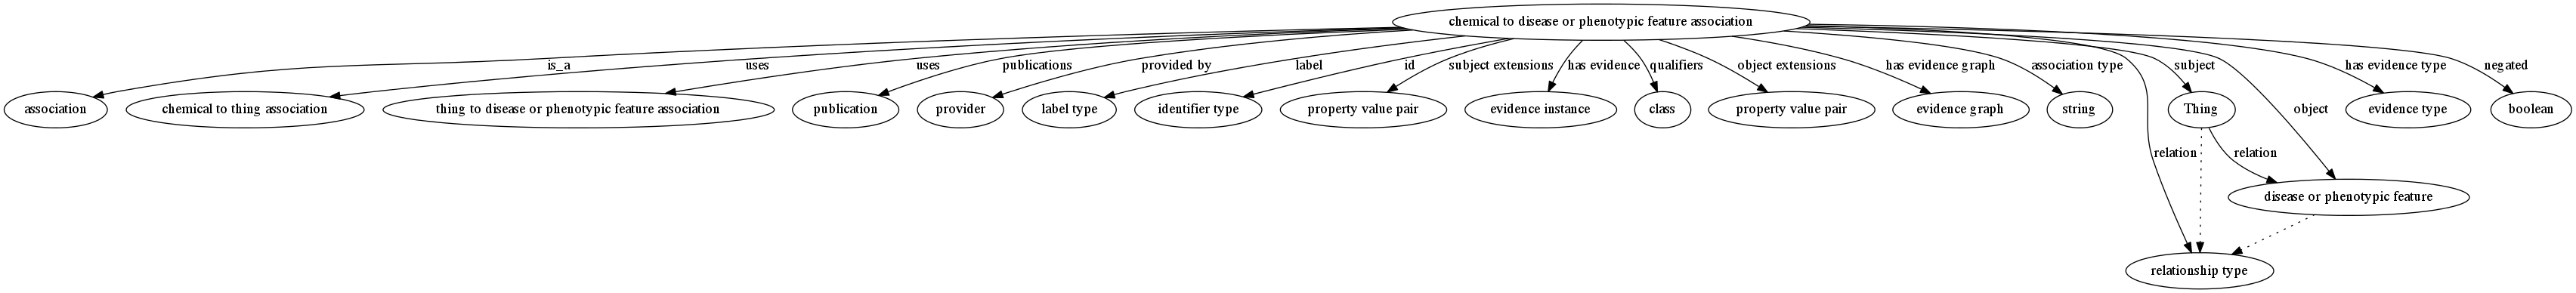 chemical to disease or phenotypic feature association
is_a
uses
uses
publications
provided by
label
id
subject extensions
has evidence
qualifiers
object extensions
has evidence graph
association type
subject
object
has evidence type
negated
association
chemical to thing association
thing to disease or phenotypic feature association
publication
provider
label type
identifier type
property value pair
evidence instance
class
property value pair
evidence graph
string
Thing
evidence type
boolean
relation
relation
disease or phenotypic feature
relationship type